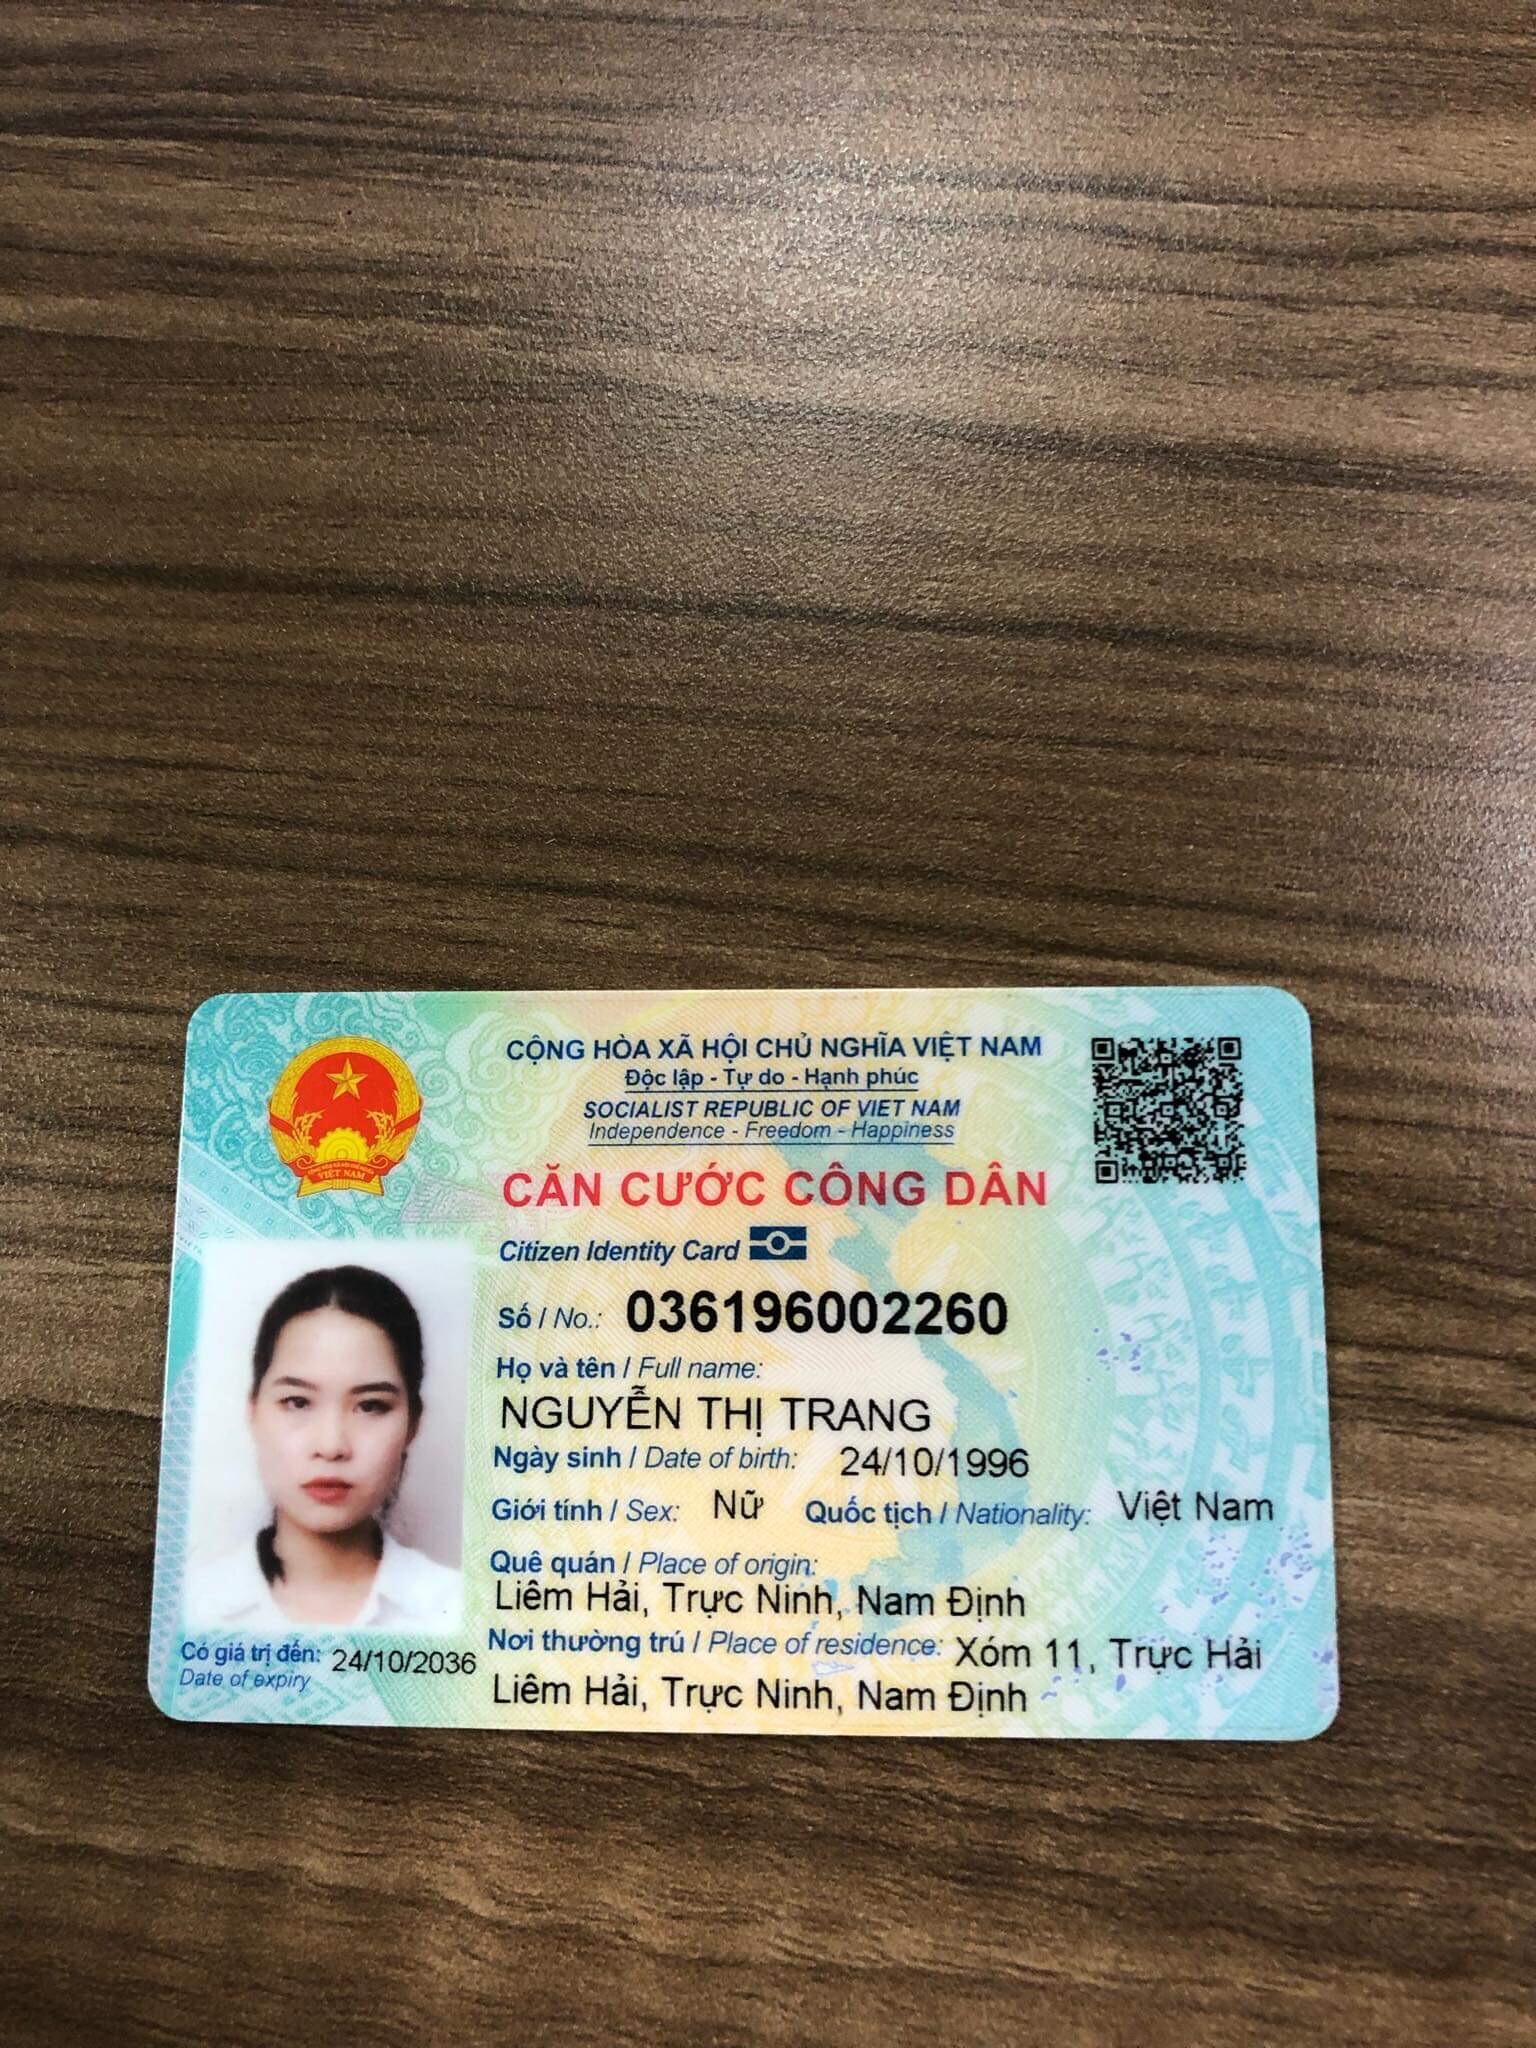 CỘNG HÒA XÃ HỘI CHỦ NGHĨA VIỆT NAM
Độc lập - Tự do - Hạnh phúc
SOCIALIST REPUBLIC OF VIET NAM
Independence - Freedom - Happiness
CĂN CƯỚC CÔNG DÂN
Citizen Identity Card
Số / No.: 036196002260
Họ và tên / Full name:
NGUYỄN THỊ TRANG
Ngày sinh / Date of birth: 24/10/1996
Giới tính / Sex: Nữ Quốc tịch / Nationality: Việt Nam
Quê quán / Place of origin:
Liêm Hải, Trực Ninh, Nam Định
Nơi thường trú / Place of residence: Xóm 11, Trực Hải
Liêm Hải, Trực Ninh, Nam Định
Có giá trị đến: 24/10/2036
Date of expiry
VIỆT NAM